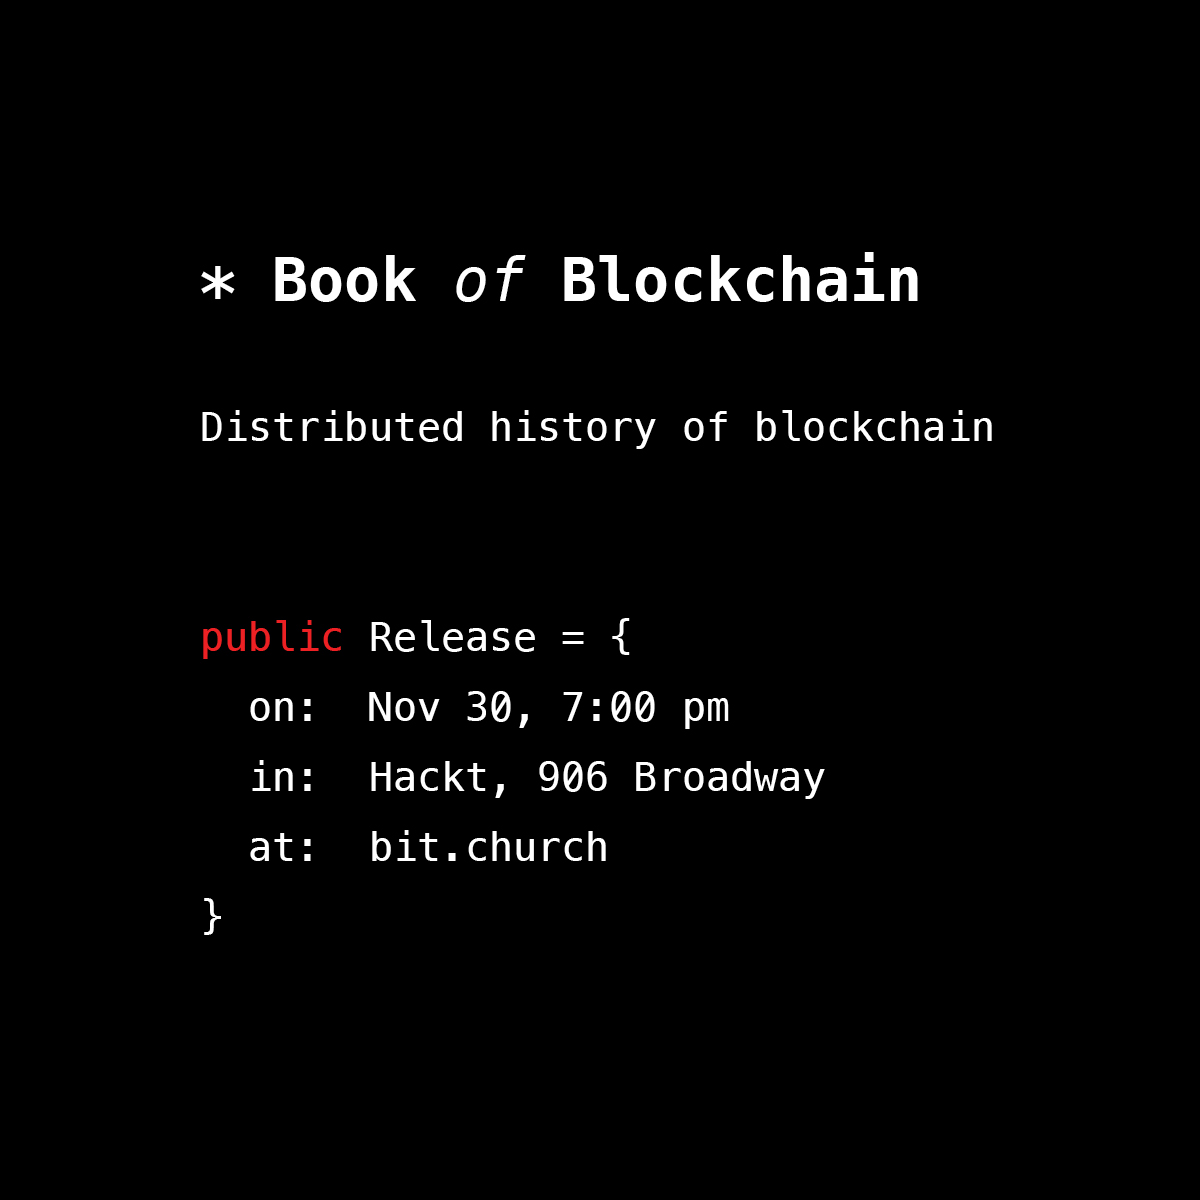 * Book of Blockchain
Distributed history of blockchain
public Release = {
on: Nov 30, 7:00 pm
in: Hackt, 906 Broadway
at: bit.church
}